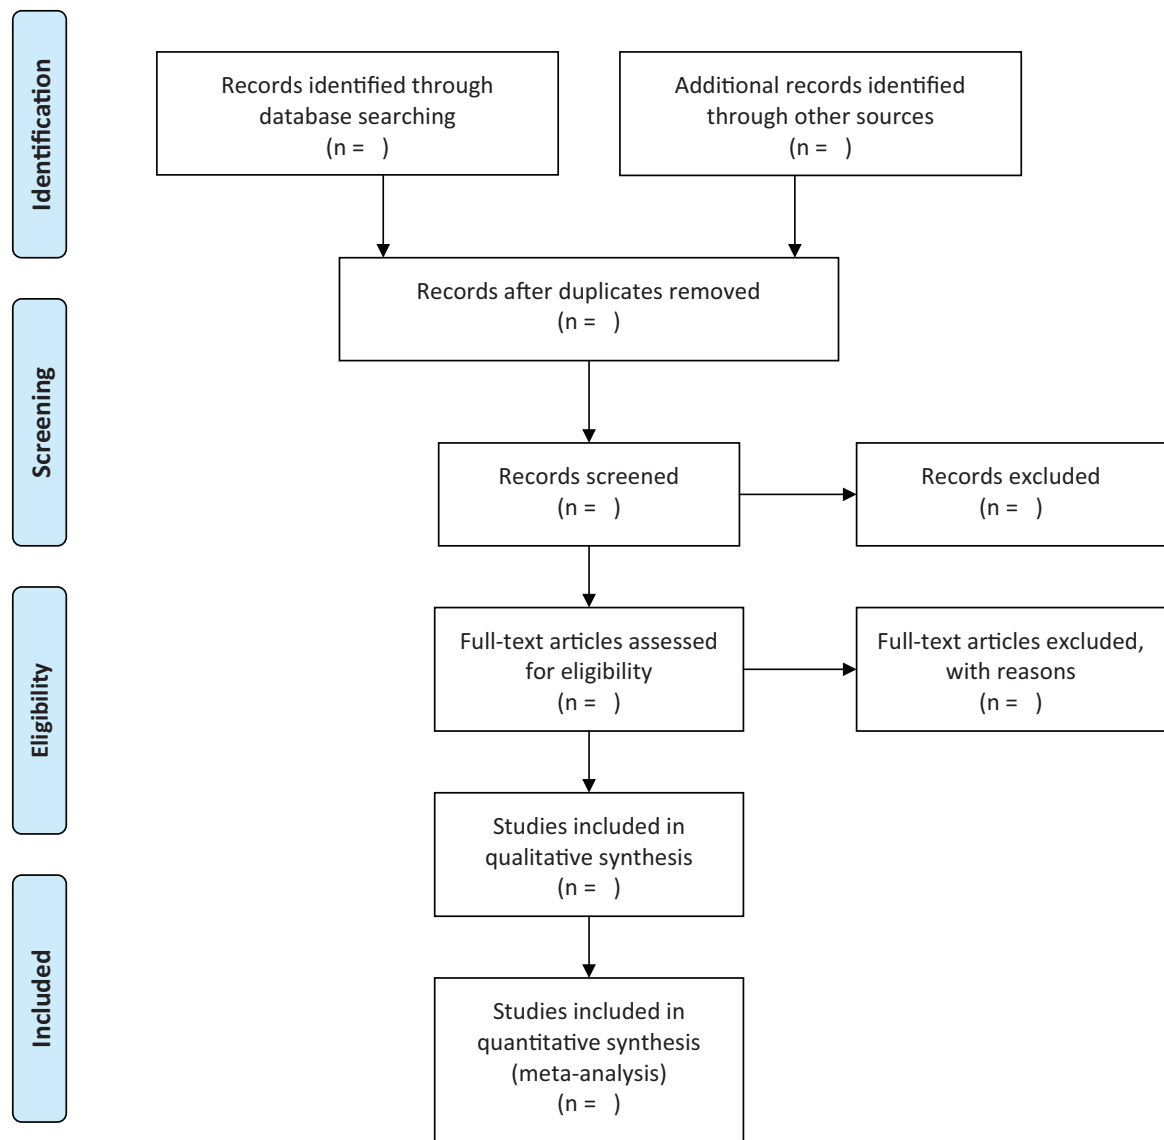 Identification
Records identified through
database searching
(n =   )
Additional records identified
through other sources
(n =   )
Records after duplicates removed
(n =   )
Screening
Records screened
(n =   )
Records excluded
(n =   )
Eligibility
Full-text articles assessed
for eligibility
(n =   )
Full-text articles excluded,
with reasons
(n =   )
Studies included in
qualitative synthesis
(n =   )
Included
Studies included in
quantitative synthesis
(meta-analysis)
(n =   )